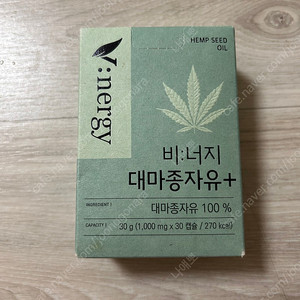 V:nergy
HEMP SEED
OIL
비:너지
대마종자유+
INGREDIENT |
대마종자유 100 %
CAPACITY |
30 g (1,000 mg x 30 캡슐 / 270 kcal)